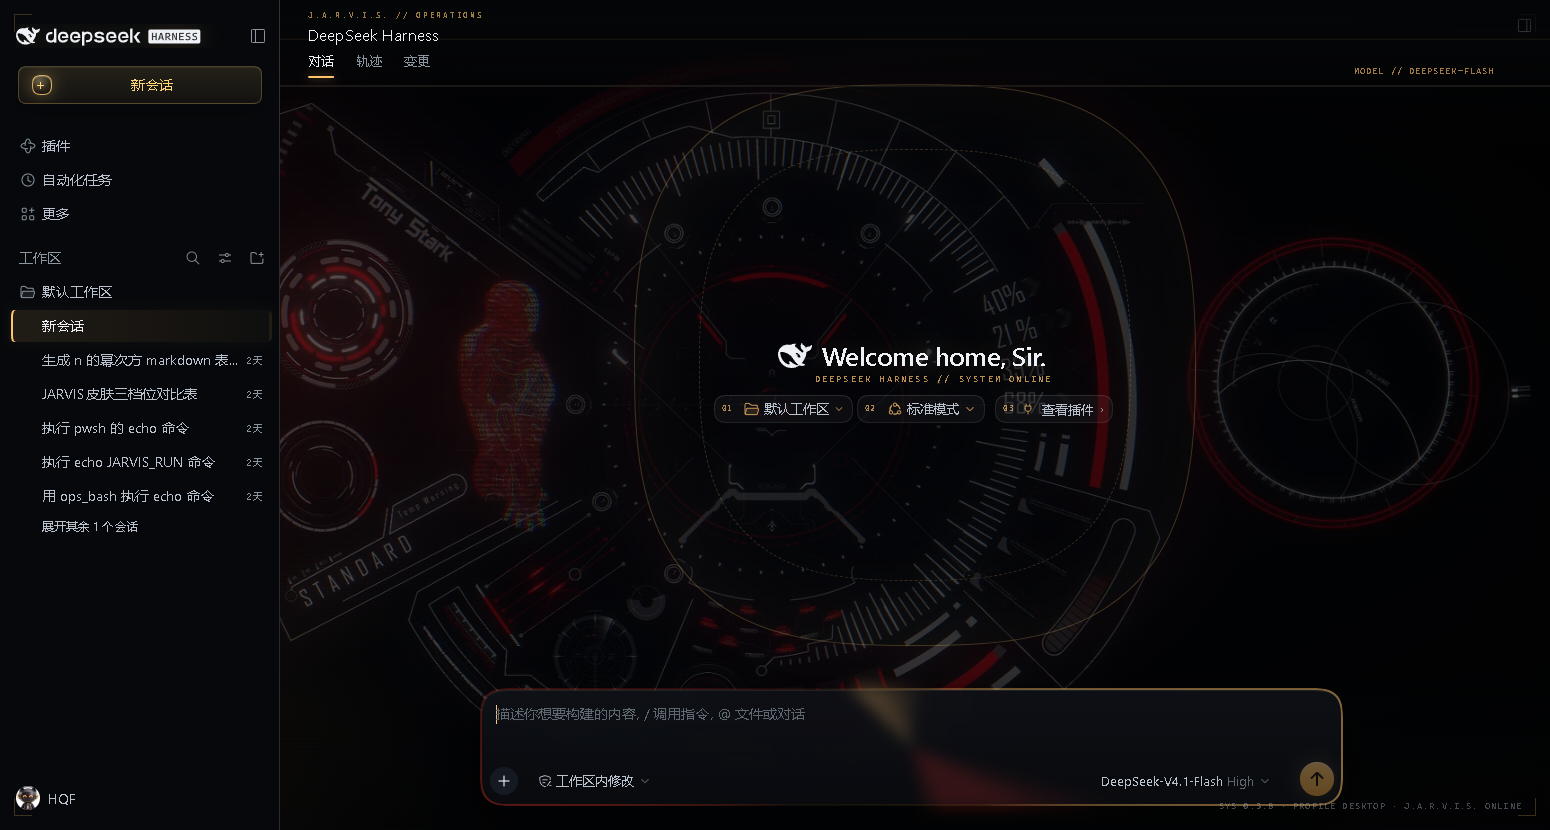 deepseek HARNESS
新会话
插件
自动化任务
更多
工作区
默认工作区
新会话
生成 n 的幂次方 markdown 表... 2天
JARVIS 皮肤三档位对比表 2天
执行 pwsh 的 echo 命令 2天
执行 echo JARVIS_RUN 命令 2天
用 ops_bash 执行 echo 命令 2天
展开其余 1 个会话
HQF
J.A.R.V.I.S. // OPERATIONS
DeepSeek Harness
对话 轨迹 变更
MODEL // DEEPSEEK-FLASH
Tony Stark
40%
21%
Welcome home, Sir.
DEEPSEEK HARNESS // SYSTEM ONLINE
01 默认工作区 02 标准模式 03 查看插件 ›
68%
Temp Warning
STANDARD
描述你想要构建的内容, / 调用指令, @ 文件或对话
工作区内修改
DeepSeek-V4.1-Flash High
PROFILE DESKTOP · J.A.R.V.I.S. ONLINE